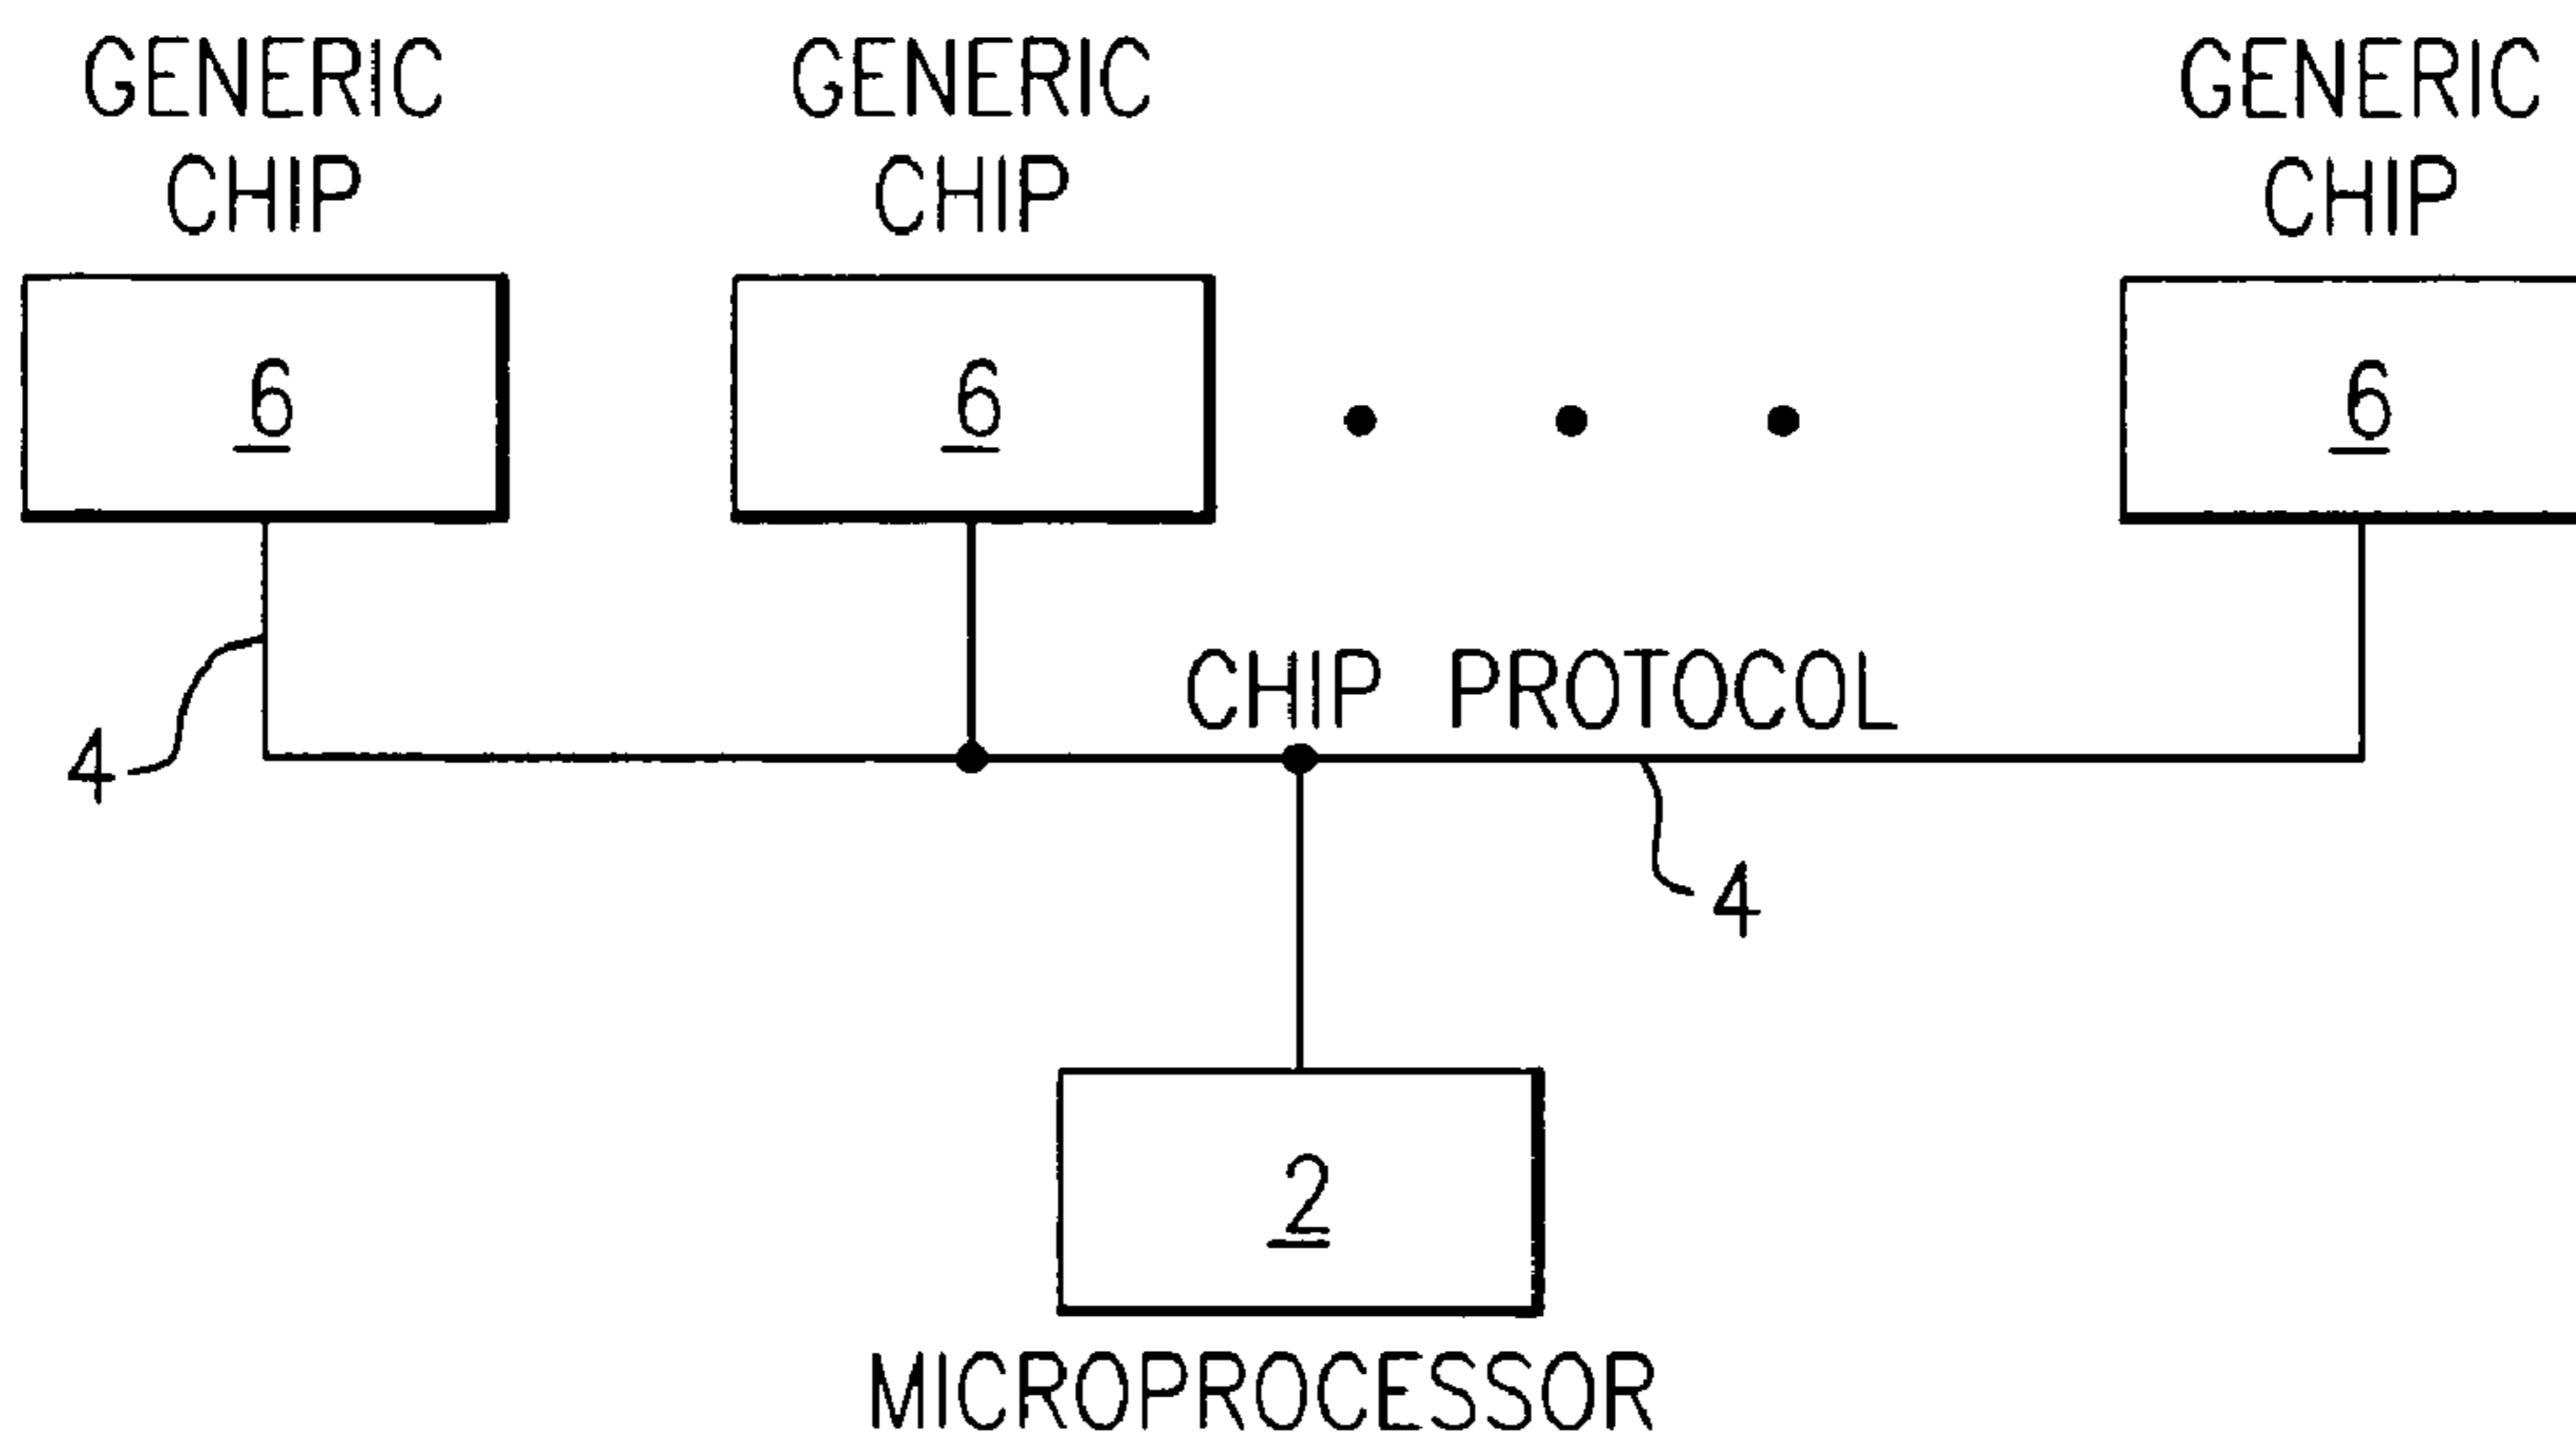 GENERIC GENERIC GENERIC
CHIP CHIP CHIP
6 6 6
CHIP PROTOCOL
4
4
2
MICROPROCESSOR